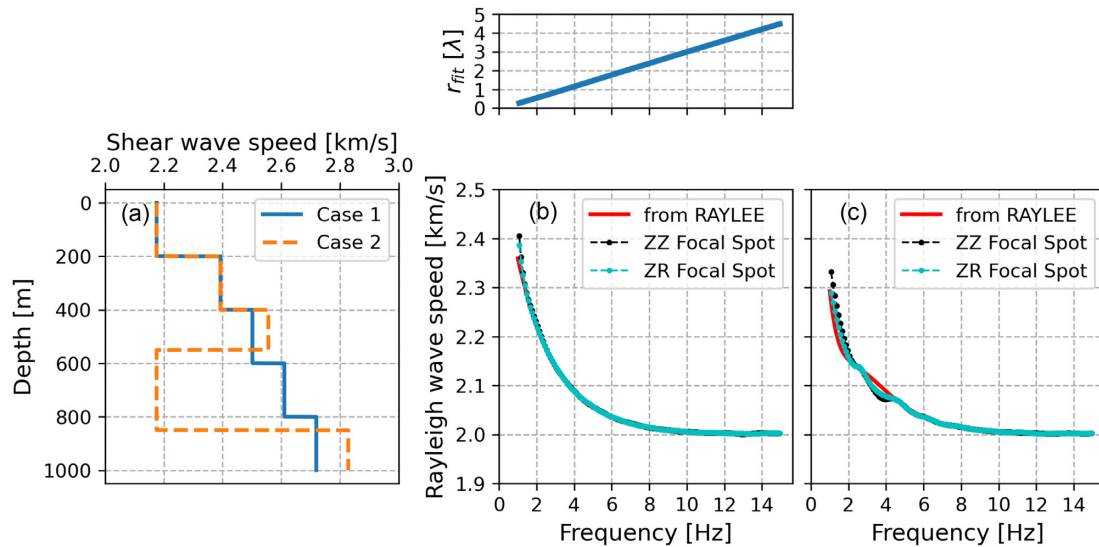 5
4
3
2
1
0
r_fit [λ]
Shear wave speed [km/s]
2.0 2.2 2.4 2.6 2.8 3.0
0
200
400
600
800
1000
Depth [m]
(a)
Case 1
Case 2
2.5
2.4
2.3
2.2
2.1
2.0
1.9
Rayleigh wave speed [km/s]
(b)
from RAYLEE
ZZ Focal Spot
ZR Focal Spot
0 2 4 6 8 10 12 14
Frequency [Hz]
(c)
from RAYLEE
ZZ Focal Spot
ZR Focal Spot
0 2 4 6 8 10 12 14
Frequency [Hz]